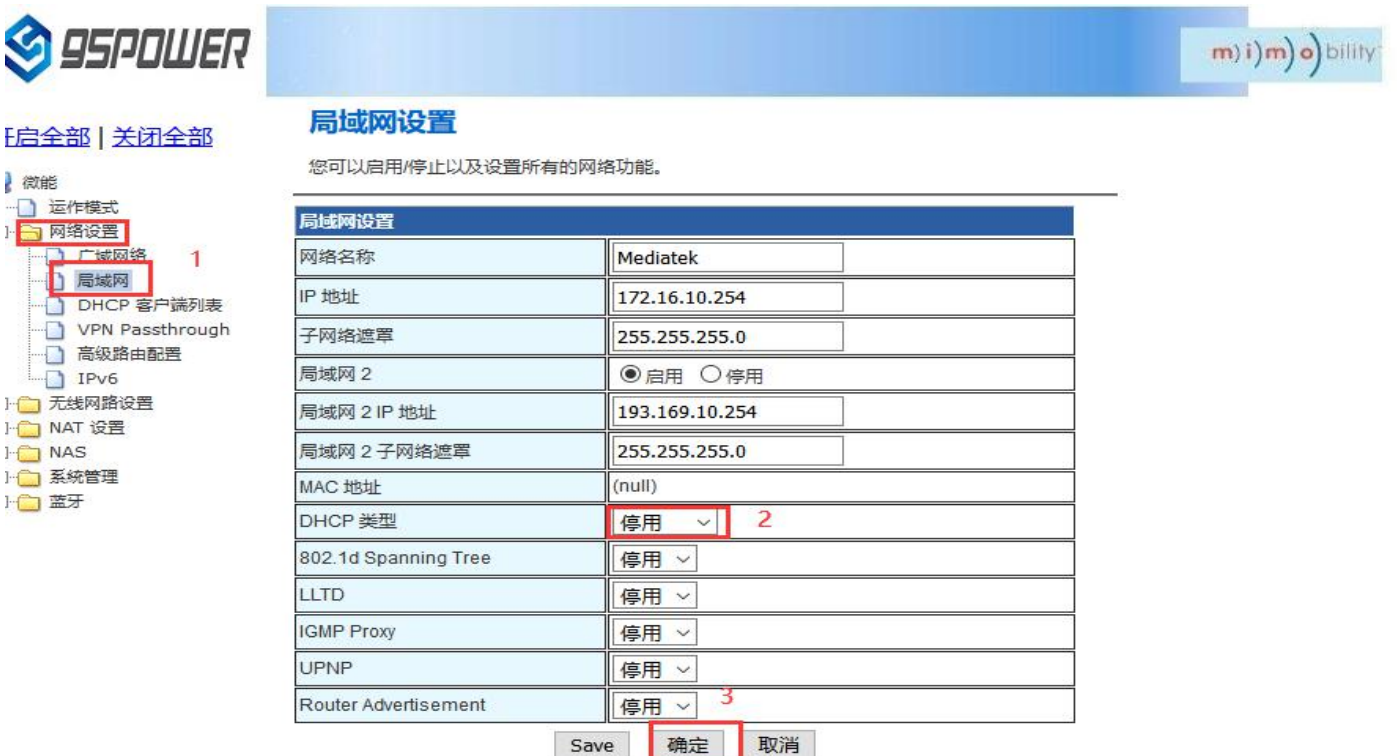 9SPOWER
m)i)m)o)bility
开启全部 | 关闭全部
微能
运作模式
网络设置
广域网络
1
局域网
DHCP 客户端列表
VPN Passthrough
高级路由配置
IPv6
无线网路设置
NAT 设置
NAS
系統管理
蓝牙
局域网设置
您可以启用/停止以及设置所有的网络功能。
局域网设置
网络名称 Mediatek
IP 地址 172.16.10.254
子网络遮罩 255.255.255.0
局域网 2 启用 停用
局域网 2 IP 地址 193.169.10.254
局域网 2 子网络遮罩 255.255.255.0
MAC 地址 (null)
DHCP 类型 停用 2
802.1d Spanning Tree 停用
LLTD 停用
IGMP Proxy 停用
UPNP 停用
Router Advertisement 停用 3
Save 确定 取消